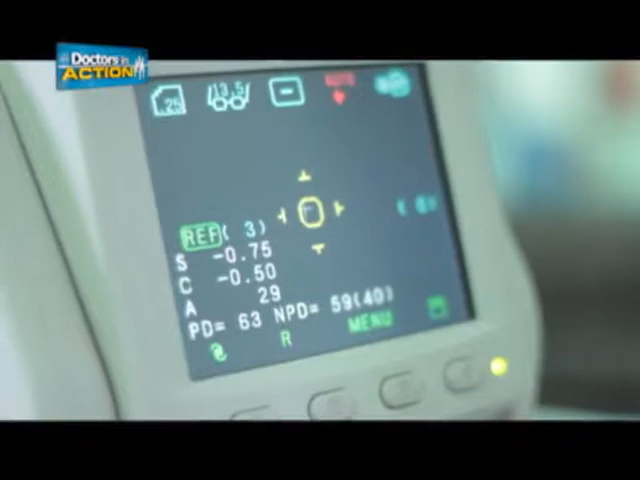 Doctors in
ACTION
.25 13.5 - AUTO
REF( 3)
S -0.75
C -0.50
A 29
PD= 63 NPD= 59(40)
R MENU